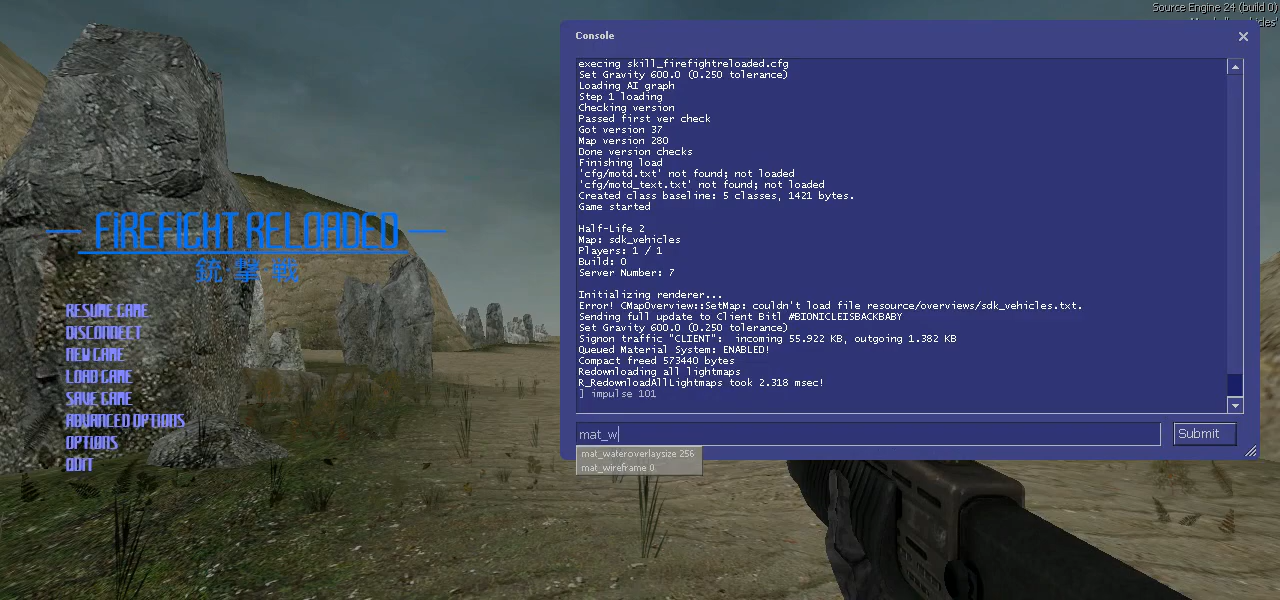 Source Engine 24 (build 0)
Console
execing skill_firefightreloaded.cfg
Set Gravity 600.0 (0.250 tolerance)
Loading AI graph
Step 1 loading
Checking version
Passed first ver check
Got version 37
Map version 280
Done version checks
Finishing load
'cfg/motd.txt' not found; not loaded
'cfg/motd_text.txt' not found; not loaded
Created class baseline: 5 classes, 1421 bytes.
Game started
Half-Life 2
Map: sdk_vehicles
Players: 1 / 1
Build: 0
Server Number: 7
Initializing renderer...
Error! CMapOverview::SetMap: couldn't load file resource/overviews/sdk_vehicles.txt.
Sending full update to Client Bitl #BIONICLEISBACKBABY
Set Gravity 600.0 (0.250 tolerance)
Signon traffic "CLIENT":  incoming 55.922 KB, outgoing 1.382 KB
Queued Material System: ENABLED!
Compact freed 573440 bytes
Redownloading all lightmaps
R_RedownloadAllLightmaps took 2.318 msec!
] impulse 101
mat_w
Submit
mat_wateroverlaysize 256
mat_wireframe 0
FIREFIGHT RELOADED
銃撃戦
RESUME GAME
DISCONNECT
NEW GAME
LOAD GAME
SAVE GAME
ADVANCED OPTIONS
OPTIONS
QUIT